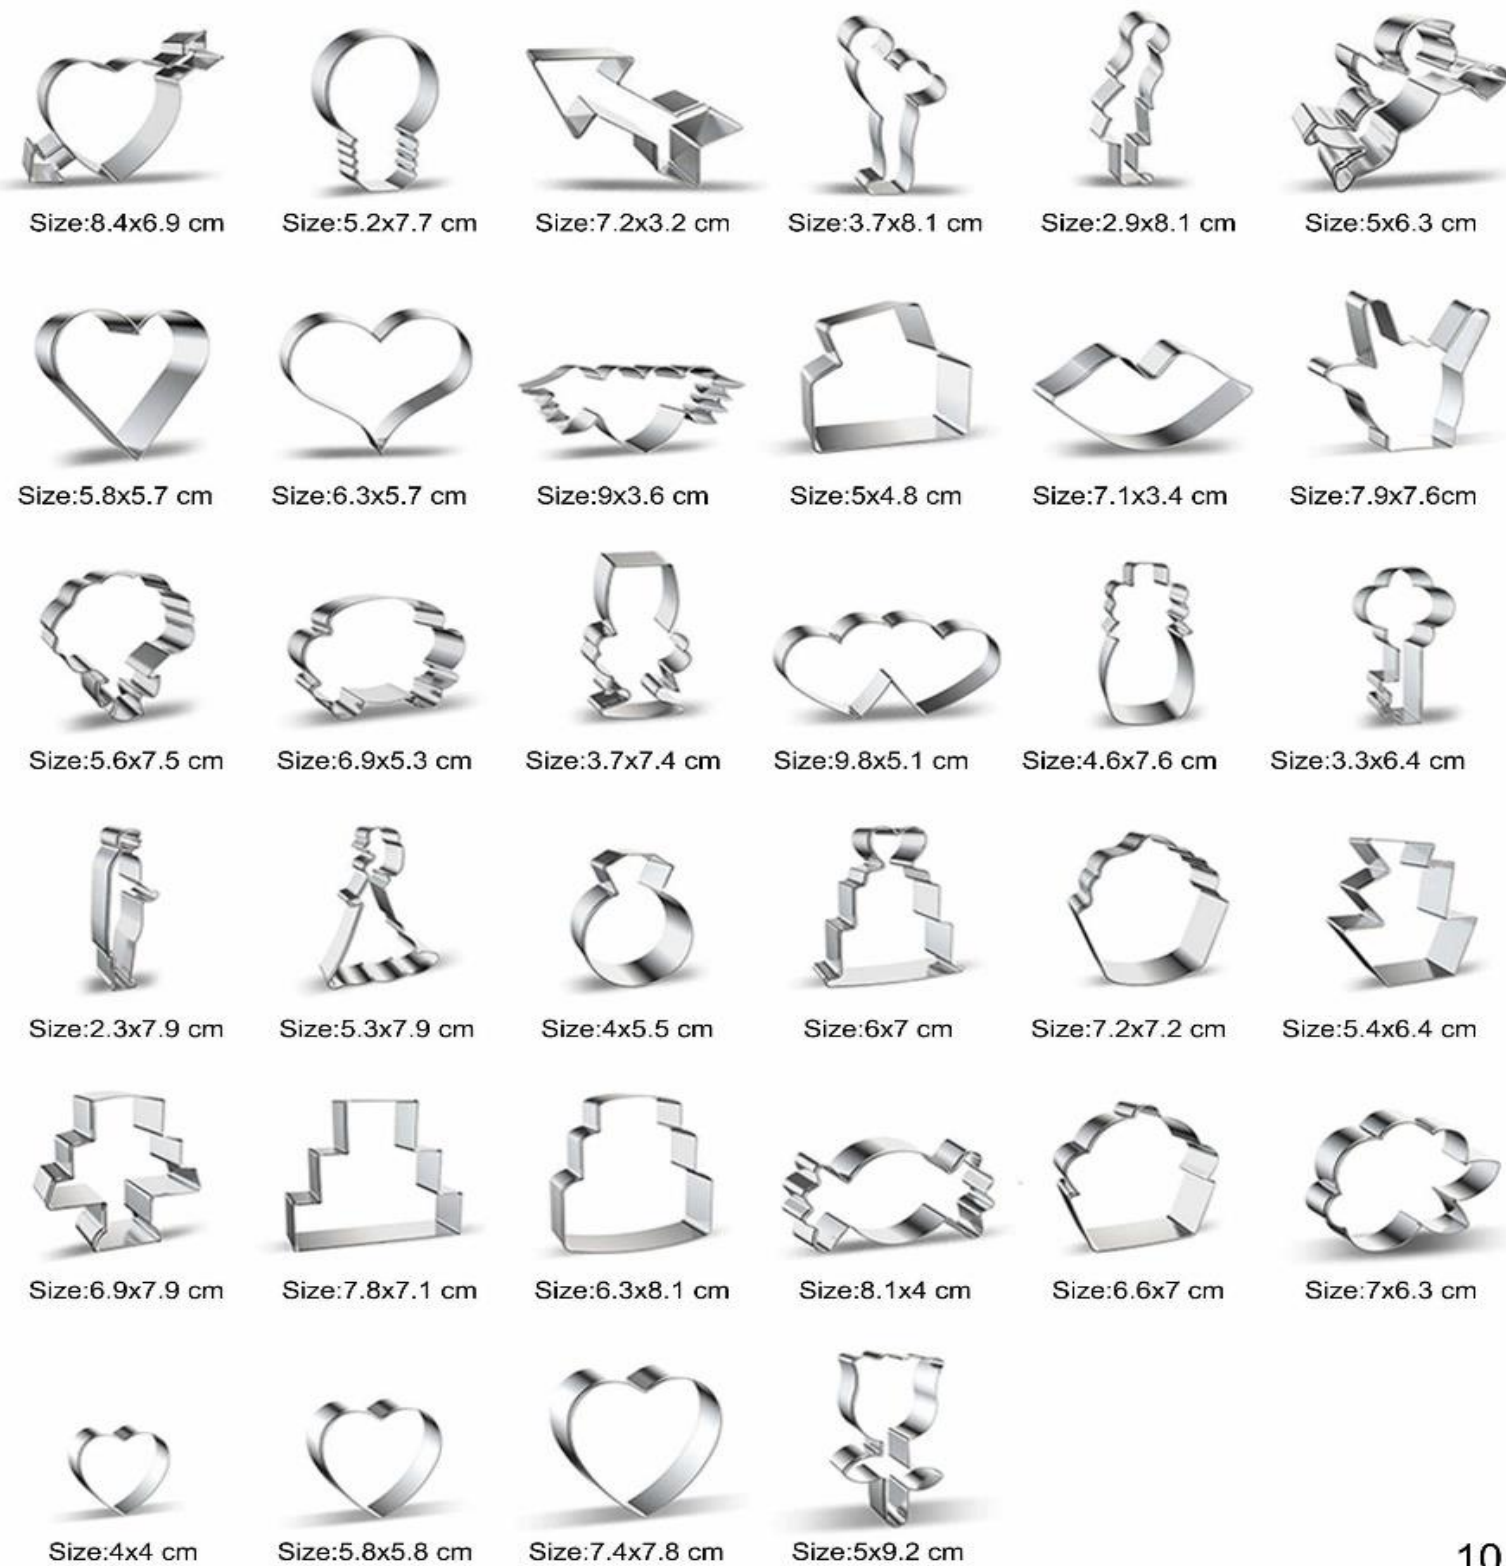 Size:8.4x6.9 cm
Size:5.2x7.7 cm
Size:7.2x3.2 cm
Size:3.7x8.1 cm
Size:2.9x8.1 cm
Size:5x6.3 cm
Size:5.8x5.7 cm
Size:6.3x5.7 cm
Size:9x3.6 cm
Size:5x4.8 cm
Size:7.1x3.4 cm
Size:7.9x7.6cm
Size:5.6x7.5 cm
Size:6.9x5.3 cm
Size:3.7x7.4 cm
Size:9.8x5.1 cm
Size:4.6x7.6 cm
Size:3.3x6.4 cm
Size:2.3x7.9 cm
Size:5.3x7.9 cm
Size:4x5.5 cm
Size:6x7 cm
Size:7.2x7.2 cm
Size:5.4x6.4 cm
Size:6.9x7.9 cm
Size:7.8x7.1 cm
Size:6.3x8.1 cm
Size:8.1x4 cm
Size:6.6x7 cm
Size:7x6.3 cm
Size:4x4 cm
Size:5.8x5.8 cm
Size:7.4x7.8 cm
Size:5x9.2 cm
10